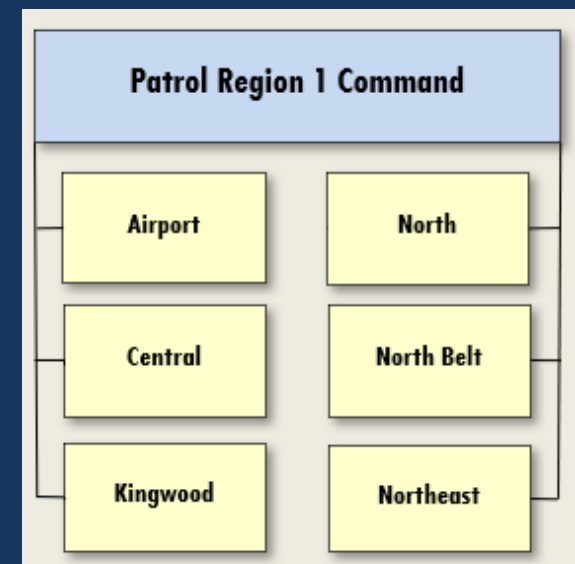 Patrol Region 1 Command
Airport
North
Central
North Belt
Kingwood
Northeast